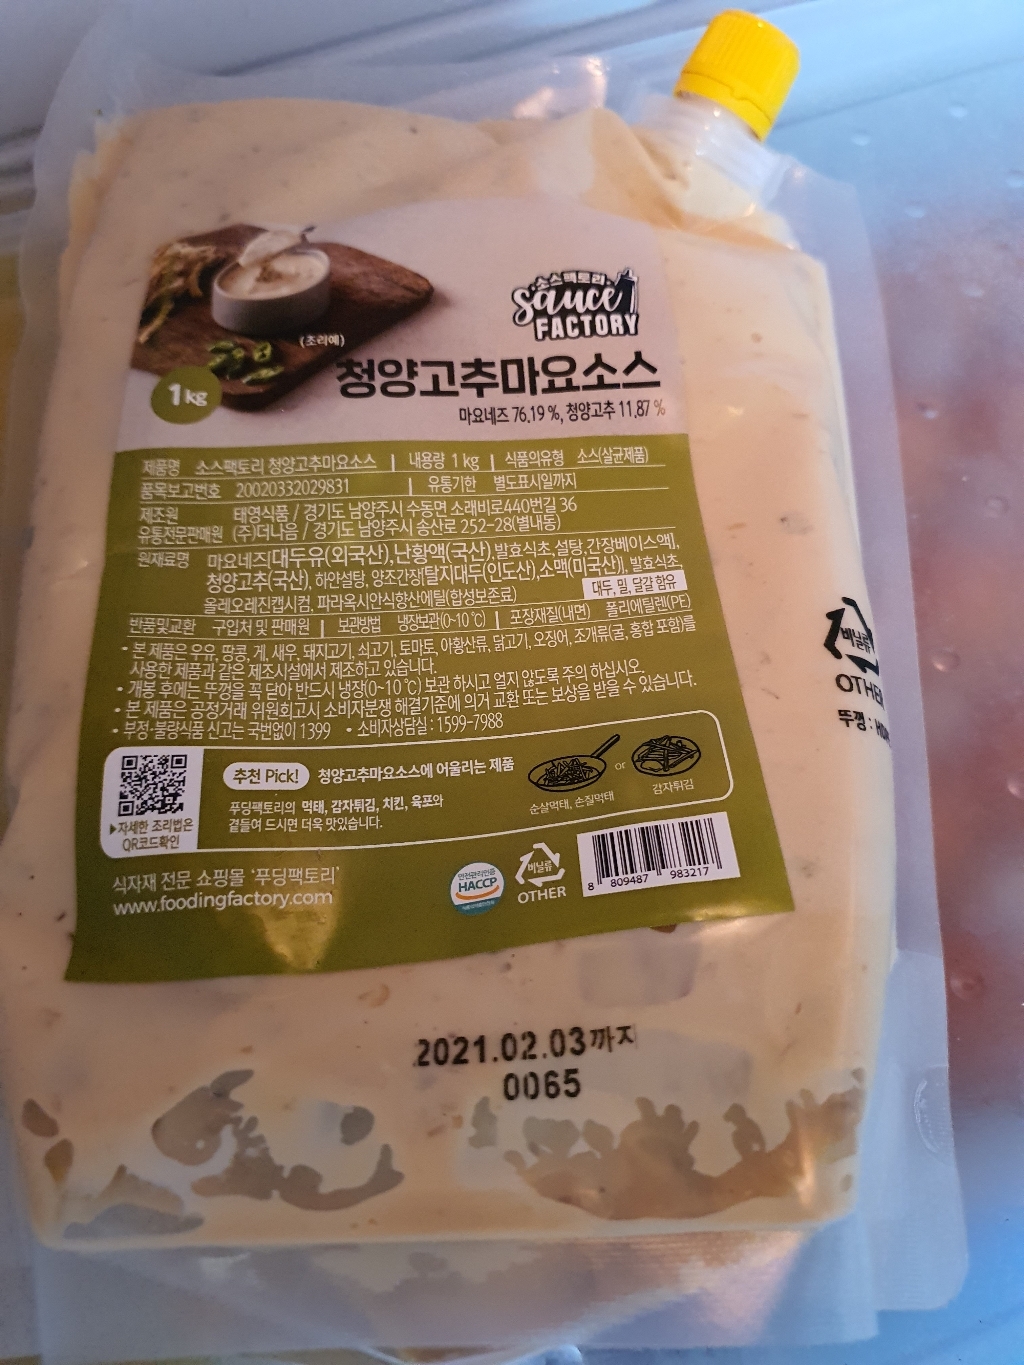 소스팩토리
Sauce
FACTORY
(조리예)
1kg
청양고추마요소스
마요네즈 76.19 %, 청양고추 11.87 %
제품명 소스팩토리 청양고추마요소스 | 내용량 1 kg | 식품의유형 소스(살균제품)
품목보고번호 20020332029831 | 유통기한 별도표시일까지
제조원 태영식품 / 경기도 남양주시 수동면 소래비로440번길 36
유통전문판매원 (주)더나음 / 경기도 남양주시 송산로 252-28(별내동)
원재료명 마요네즈[대두유(외국산),난황액(국산),발효식초,설탕,간장베이스액],
청양고추(국산), 하얀설탕, 양조간장[탈지대두(인도산),소맥(미국산)], 발효식초,
올레오레진캡시컴, 파라옥시안식향산에틸(합성보존료)
대두, 밀, 달걀 함유
반품및교환 구입처 및 판매원 | 보관방법 냉장보관(0~10℃) | 포장재질(내면) 폴리에틸렌(PE)
• 본 제품은 우유, 땅콩, 게, 새우, 돼지고기, 쇠고기, 토마토, 아황산류, 닭고기, 오징어, 조개류(굴, 홍합 포함)를
사용한 제품과 같은 제조시설에서 제조하고 있습니다.
• 개봉 후에는 뚜껑을 꼭 닫아 반드시 냉장(0~10℃) 보관 하시고 얼지 않도록 주의 하십시오.
• 본 제품은 공정거래 위원회고시 소비자분쟁 해결기준에 의거 교환 또는 보상을 받을 수 있습니다.
• 부정·불량식품 신고는 국번없이 1399 • 소비자상담실 : 1599-7988
추천 Pick! 청양고추마요소스에 어울리는 제품
푸딩팩토리의 먹태, 감자튀김, 치킨, 육포와
곁들여 드시면 더욱 맛있습니다.
or
순살먹태, 손질먹태
감자튀김
▶자세한 조리법은
QR코드확인
식자재 전문 쇼핑몰 '푸딩팩토리'
www.foodingfactory.com
안전관리인증
HACCP
비닐류
OTHER
8 809487 983217
비닐류
OTHER
뚜껑 :
2021.02.03까지
0065